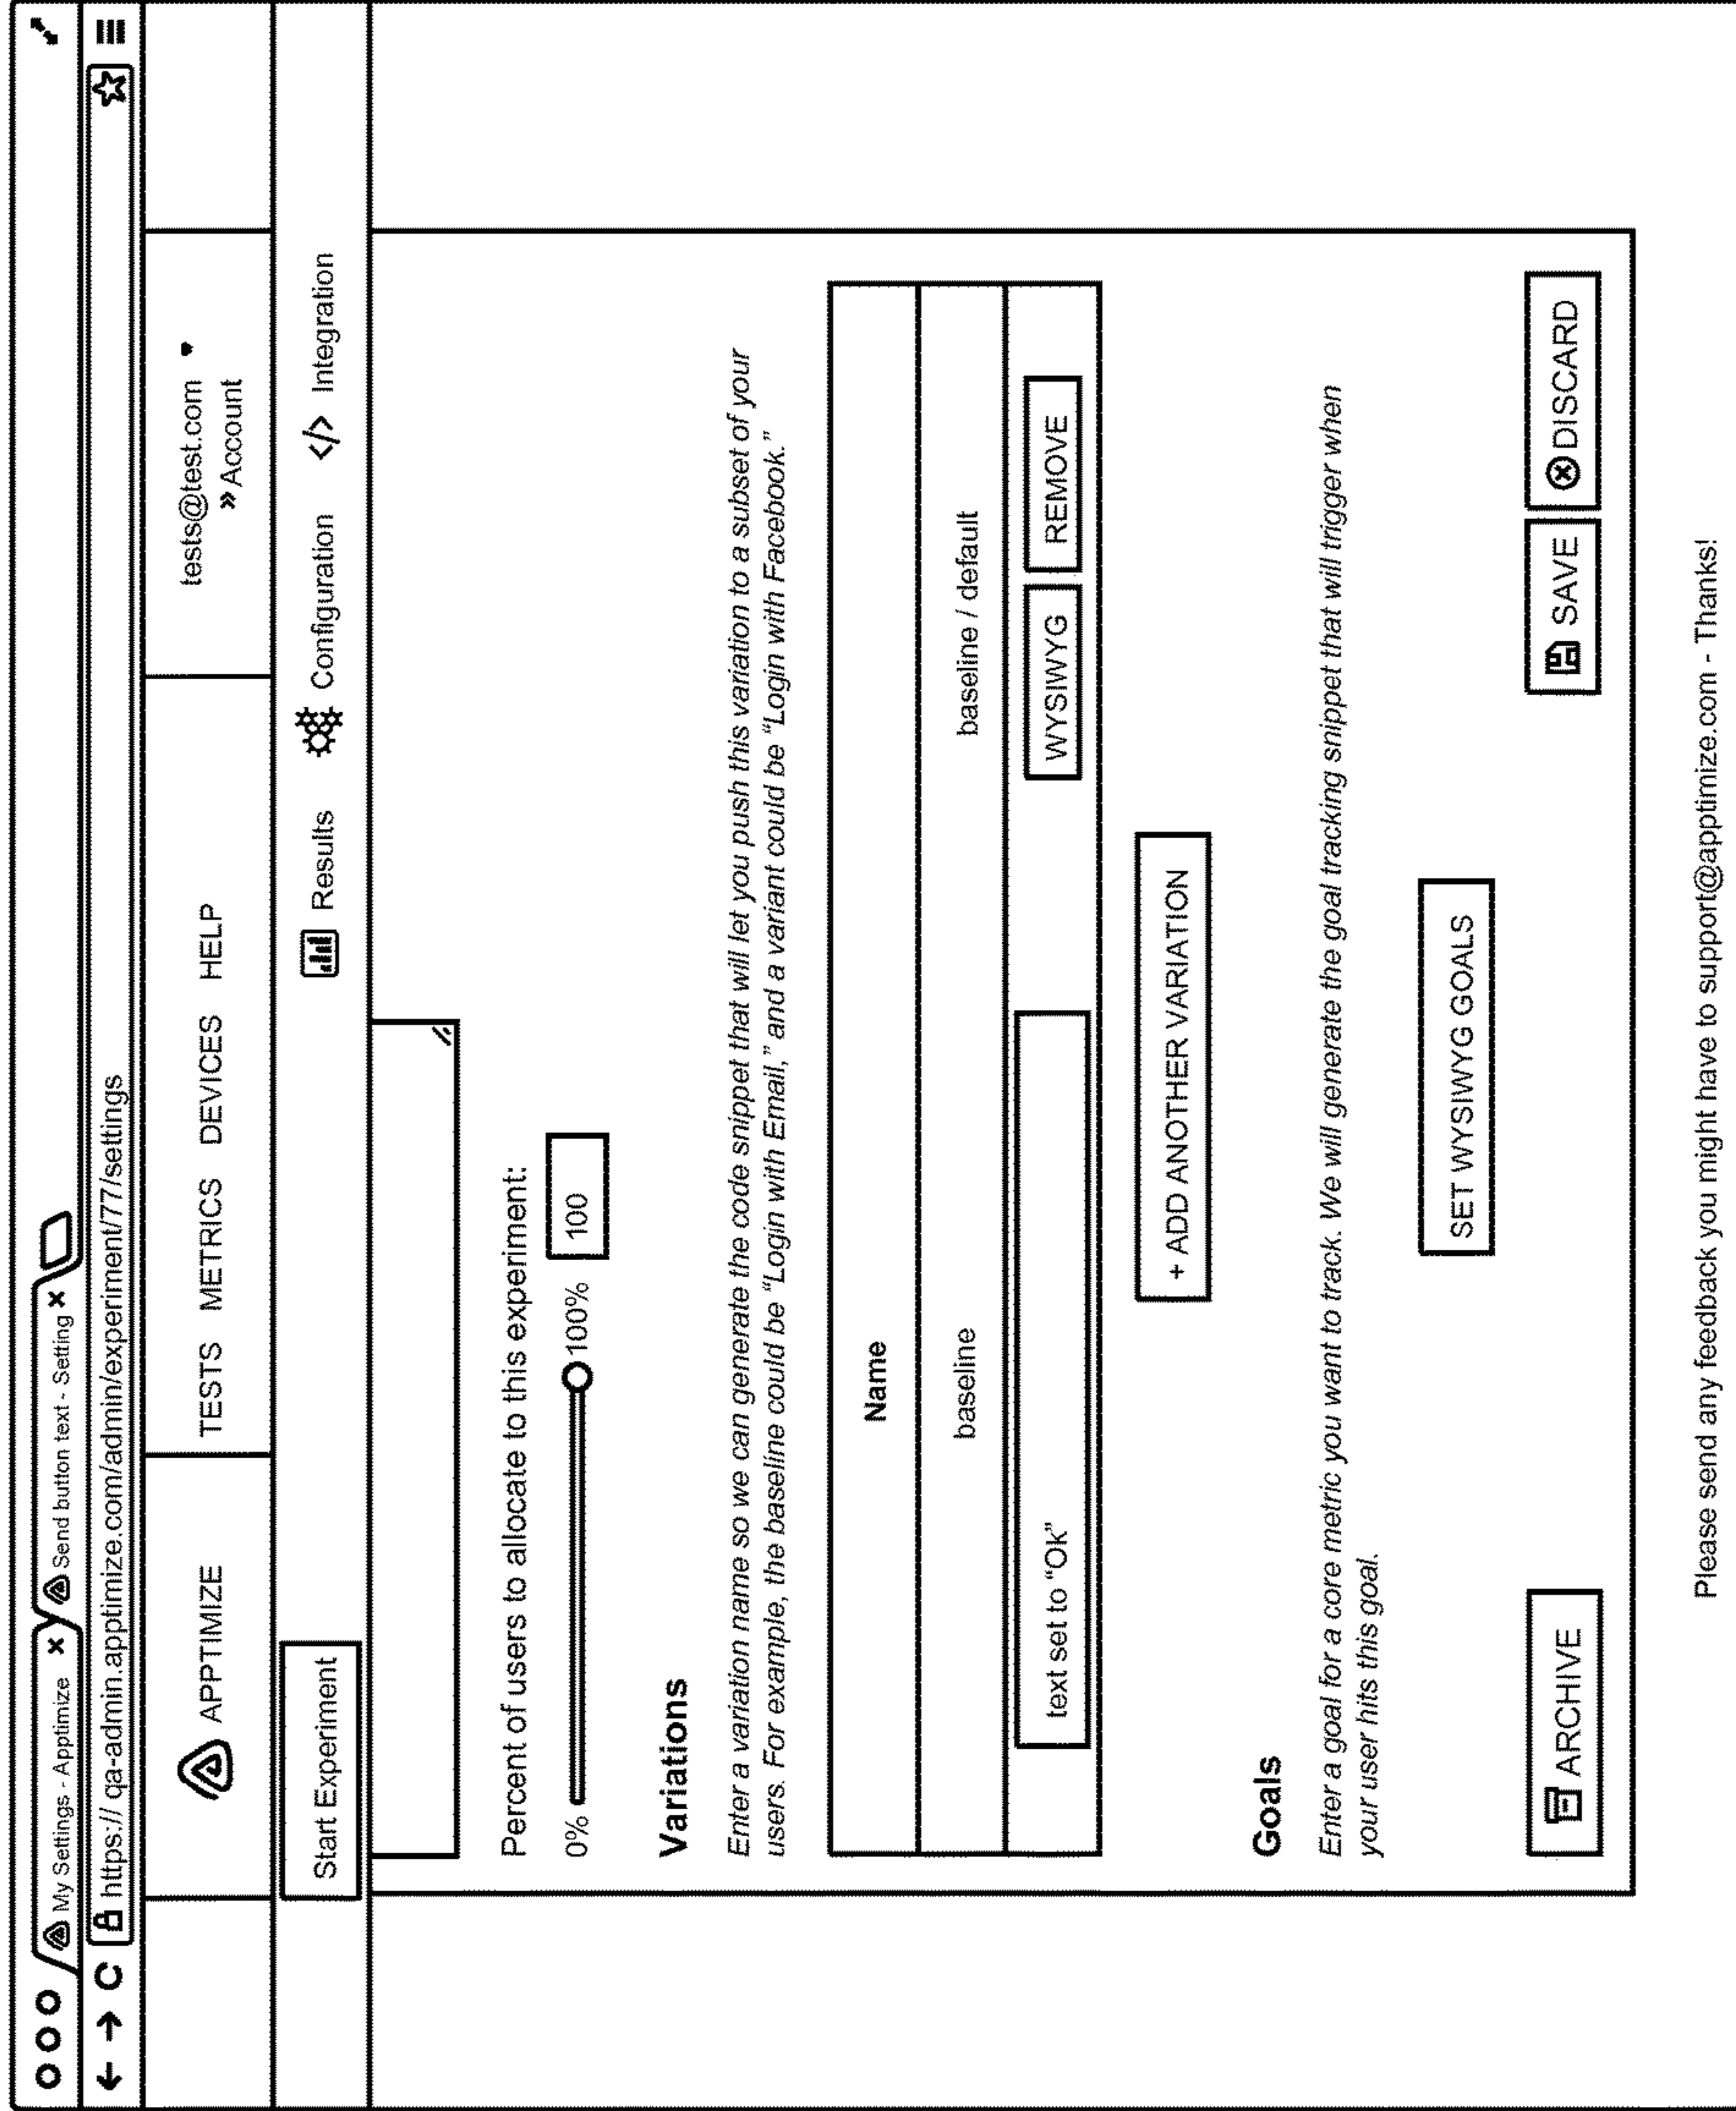 My Settings - Apptimize × Send button text - Setting ×
https:// qa-admin.apptimize.com/admin/experiment/77/settings
APPTIMIZE TESTS METRICS DEVICES HELP tests@test.com
» Account
Start Experiment Results Configuration </> Integration
Percent of users to allocate to this experiment:
0% 100% 100
Variations
Enter a variation name so we can generate the code snippet that will let you push this variation to a subset of your
users. For example, the baseline could be “Login with Email,” and a variant could be “Login with Facebook.”
Name
baseline baseline / default
text set to “OK” WYSIWYG REMOVE
+ ADD ANOTHER VARIATION
Goals
Enter a goal for a core metric you want to track. We will generate the goal tracking snippet that will trigger when
your user hits this goal.
SET WYSIWYG GOALS
ARCHIVE SAVE DISCARD
Please send any feedback you might have to support@apptimize.com - Thanks!